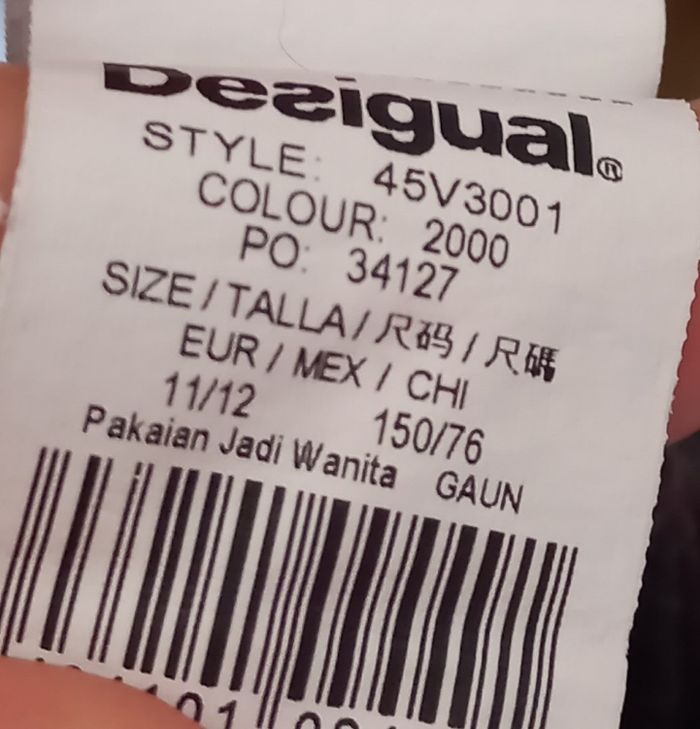 Desigual®
STYLE: 45V3001
COLOUR: 2000
PO: 34127
SIZE / TALLA / 尺码 / 尺碼
EUR / MEX / CHI
11/12 150/76
Pakaian Jadi Wanita GAUN